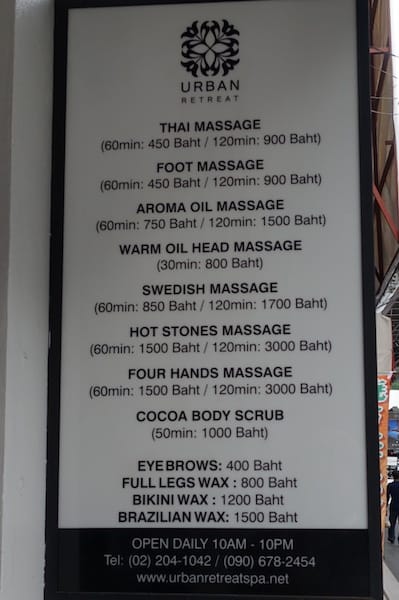 URBAN
RETREAT
THAI MASSAGE
(60min: 450 Baht / 120min: 900 Baht)
FOOT MASSAGE
(60min: 450 Baht / 120min: 900 Baht)
AROMA OIL MASSAGE
(60min: 750 Baht / 120min: 1500 Baht)
WARM OIL HEAD MASSAGE
(30min: 800 Baht)
SWEDISH MASSAGE
(60min: 850 Baht / 120min: 1700 Baht)
HOT STONES MASSAGE
(60min: 1500 Baht / 120min: 3000 Baht)
FOUR HANDS MASSAGE
(60min: 1500 Baht / 120min: 3000 Baht)
COCOA BODY SCRUB
(50min: 1000 Baht)
EYEBROWS: 400 Baht
FULL LEGS WAX : 800 Baht
BIKINI WAX : 1200 Baht
BRAZILIAN WAX: 1500 Baht
OPEN DAILY 10AM - 10PM
Tel: (02) 204-1042 / (090) 678-2454
www.urbanretreatspa.net